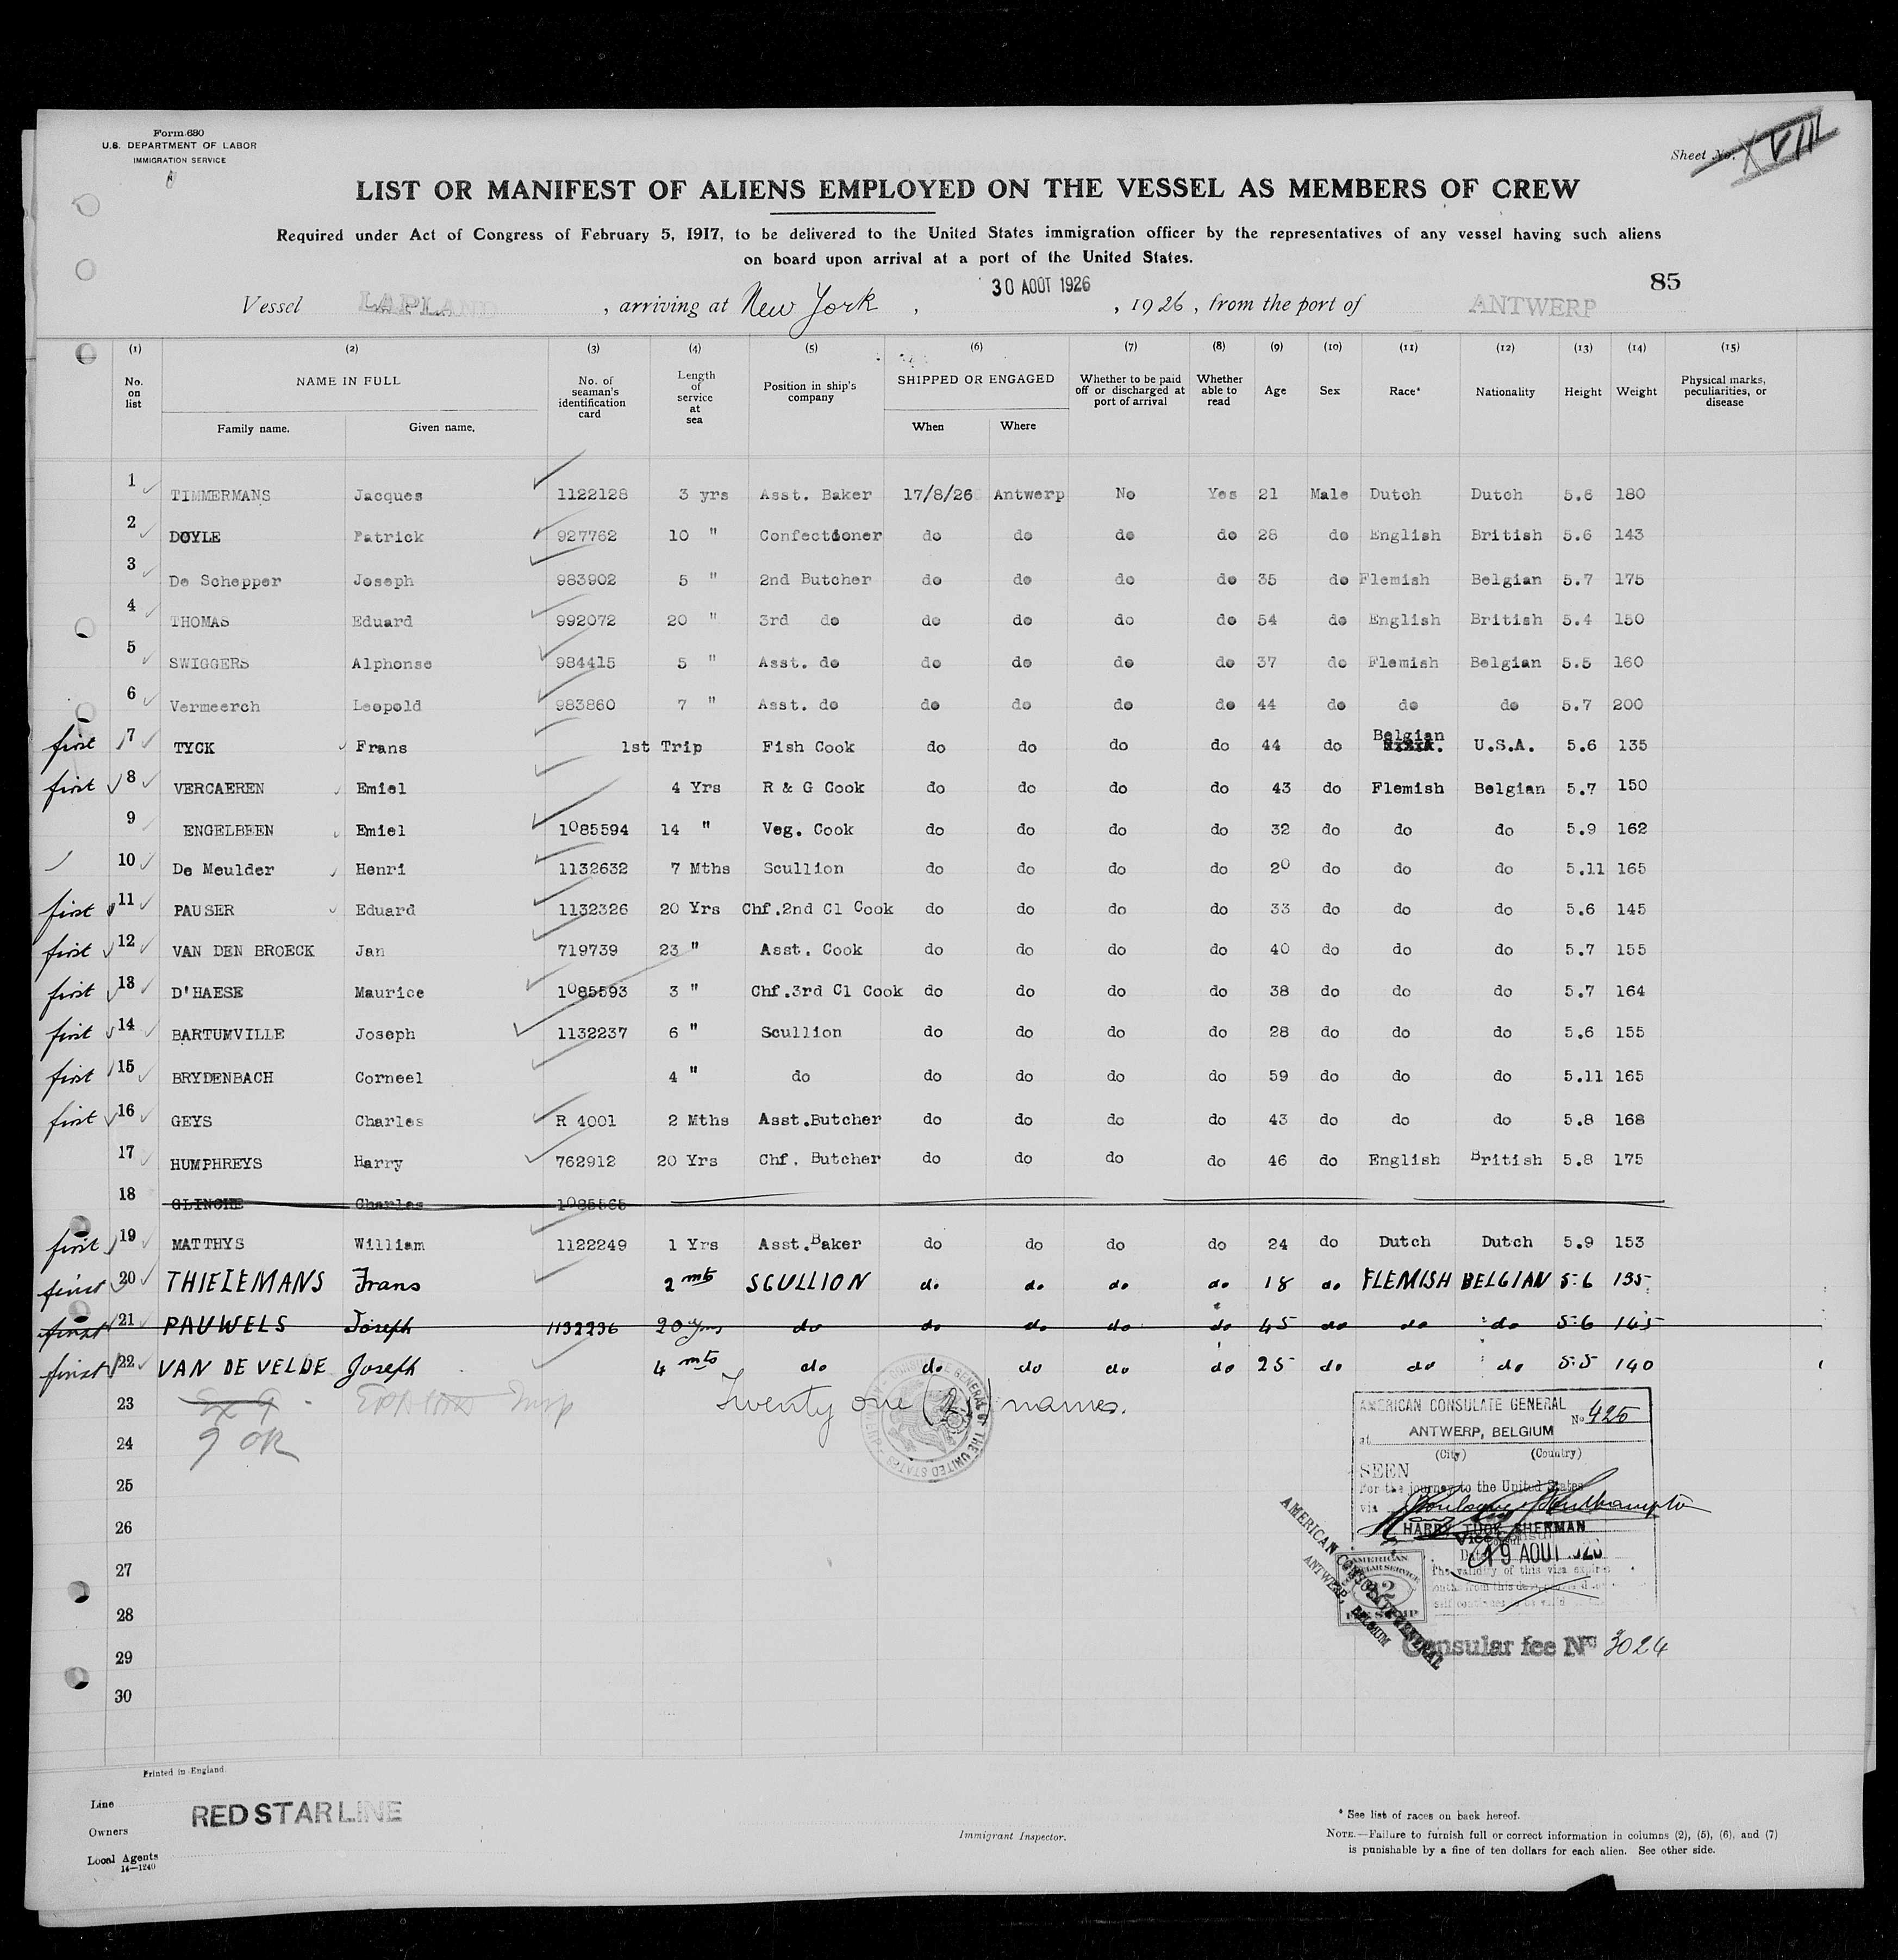 Form 680
U.S. DEPARTMENT OF LABOR
IMMIGRATION SERVICE
Sheet No. XVIII
LIST OR MANIFEST OF ALIENS EMPLOYED ON THE VESSEL AS MEMBERS OF CREW
Required under Act of Congress of February 5, 1917, to be delivered to the United States immigration officer by the representatives of any vessel having such aliens
on board upon arrival at a port of the United States.
85
30 AOUT 1926
Vessel LAPLAND, arriving at New York, , 1926, from the port of ANTWERP
(1) (2) (3) (4) (5) (6) (7) (8) (9) (10) (11) (12) (13) (14) (15)
No. on list NAME IN FULL Family name. Given name. No. of seaman's identification card Length of service at sea Position in ship's company SHIPPED OR ENGAGED When Where Whether to be paid off or discharged at port of arrival Whether able to read Age Sex Race* Nationality Height Weight Physical marks, peculiarities, or disease
1 TIMMERMANS Jacques 1122128 3 yrs Asst. Baker 17/8/26 Antwerp No Yes 21 Male Dutch Dutch 5.6 180
2 DOYLE Patrick 927762 10 " Confectioner do do do do 28 do English British 5.6 143
3 De Schepper Joseph 983902 5 " 2nd Butcher do do do do 35 do Flemish Belgian 5.7 175
4 THOMAS Eduard 992072 20 " 3rd do do do do do 54 do English British 5.4 150
5 SWIGGERS Alphonse 984415 5 " Asst. do do do do do 37 do Flemish Belgian 5.5 160
6 Vermeerch Leopold 983860 7 " Asst. do do do do do 44 do do do 5.7 200
first 7 TYCK Frans 1st Trip Fish Cook do do do do 44 do Belgian U.S.A. 5.6 135
first 8 VERCAEREN Emiel 4 Yrs R & G Cook do do do do 43 do Flemish Belgian 5.7 150
9 ENGELBEEN Emiel 1085594 14 " Veg. Cook do do do do 32 do do do 5.9 162
10 De Meulder Henri 1132632 7 Mths Scullion do do do do 20 do do do 5.11 165
first 11 PAUSER Eduard 1132326 20 Yrs Chf.2nd Cl Cook do do do do 33 do do do 5.6 145
first 12 VAN DEN BROECK Jan 719739 23 " Asst. Cook do do do do 40 do do do 5.7 155
first 13 D'HAESE Maurice 1085593 3 " Chf.3rd Cl Cook do do do do 38 do do do 5.7 164
first 14 BARTUMVILLE Joseph 1132237 6 " Scullion do do do do 28 do do do 5.6 155
first 15 BRYDENBACH Corneel 4 " do do do do do 59 do do do 5.11 165
first 16 GEYS Charles R 4001 2 Mths Asst.Butcher do do do do 43 do do do 5.8 168
17 HUMPHREYS Harry 762912 20 Yrs Chf. Butcher do do do do 46 do English British 5.8 175
18 GLINCHE Charles 1085565
first 19 MATTHYS William 1122249 1 Yrs Asst.Baker do do do do 24 do Dutch Dutch 5.9 153
first 20 THIELEMANS Frans 2 mts SCULLION do do do do 18 do FLEMISH BELGIAN 5.6 135
first 21 PAUWELS Joseph 1132236 20 yrs do do do do do 45 do do do 5.6 145
first 22 VAN DE VELDE Joseph 4 mts do do do do do 25 do do do 5.5 140
23 Twenty one (21) names.
24 9 OK
25
26
27
28
29
30
AMERICAN CONSULATE GENERAL
No 425
at ANTWERP, BELGIUM
(City) (Country)
SEEN
For the journey to the United States
via Southampton
HARRY TUCK SHERMAN
Vice Consul
Date 19 AOUT 1926
The validity of this visa expires
AMERICAN CONSULATE GENERAL
ANTWERP, BELGIUM
AMERICAN
2
FEE STAMP
Consular fee No 3024
Printed in England
Line RED STAR LINE
Owners
Local Agents
14—1240
Immigrant Inspector.
* See list of races on back hereof.
NOTE.—Failure to furnish full or correct information in columns (2), (5), (6), and (7)
is punishable by a fine of ten dollars for each alien. See other side.